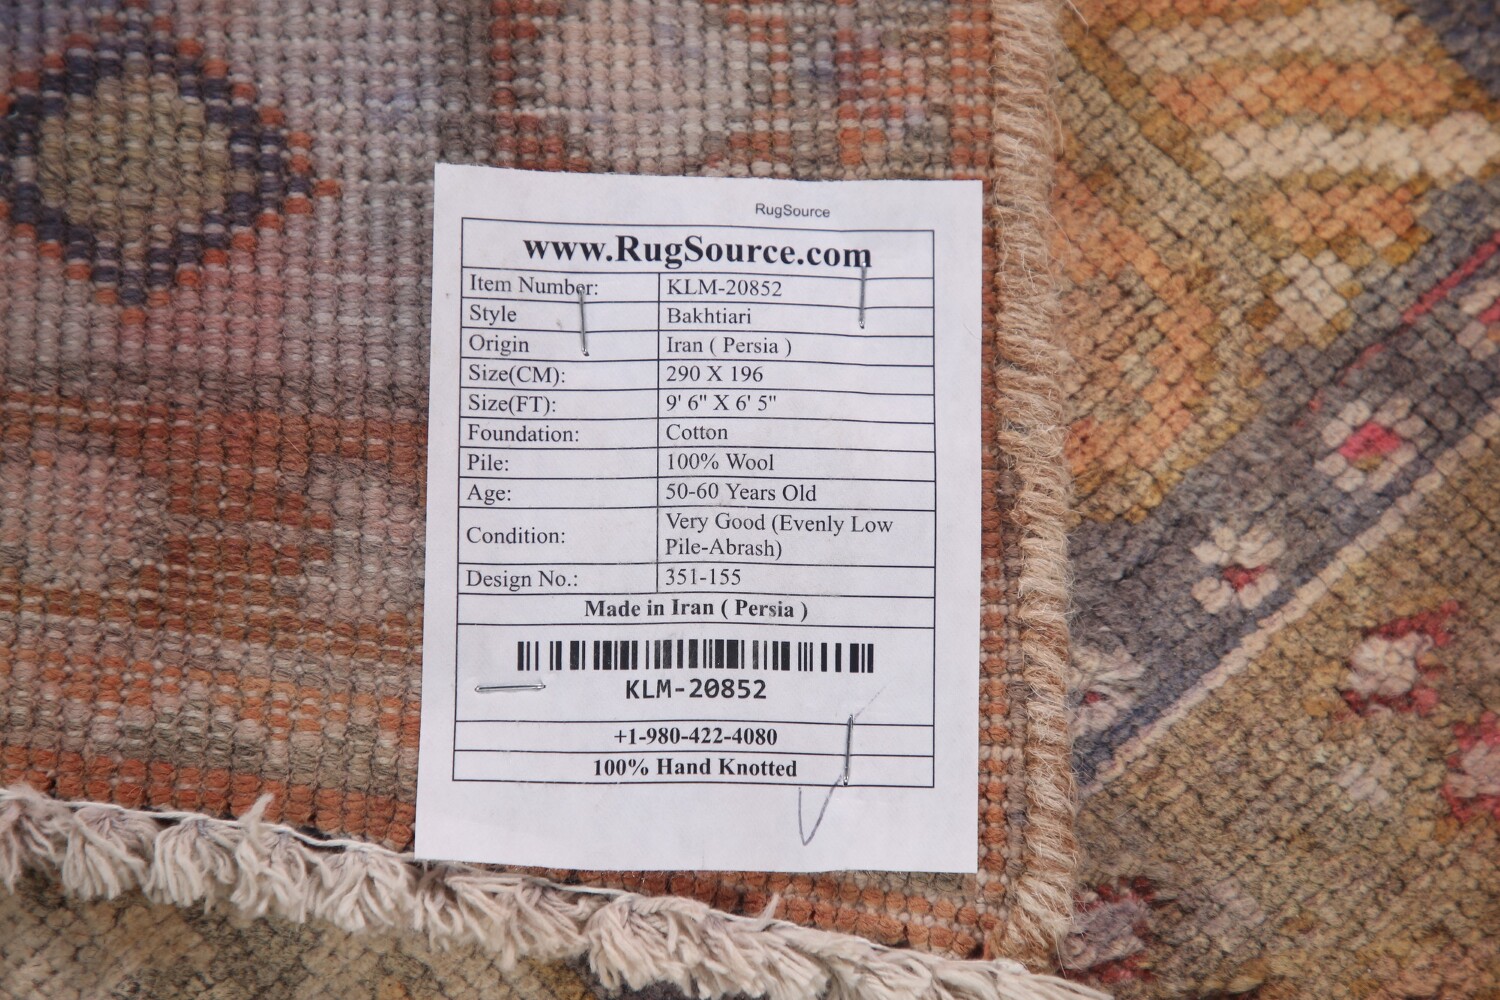 RugSource
www.RugSource.com
Item Number: KLM-20852
Style Bakhtiari
Origin Iran ( Persia )
Size(CM): 290 X 196
Size(FT): 9' 6" X 6' 5"
Foundation: Cotton
Pile: 100% Wool
Age: 50-60 Years Old
Condition: Very Good (Evenly Low
Pile-Abrash)
Design No.: 351-155
Made in Iran ( Persia )
KLM-20852
+1-980-422-4080
100% Hand Knotted